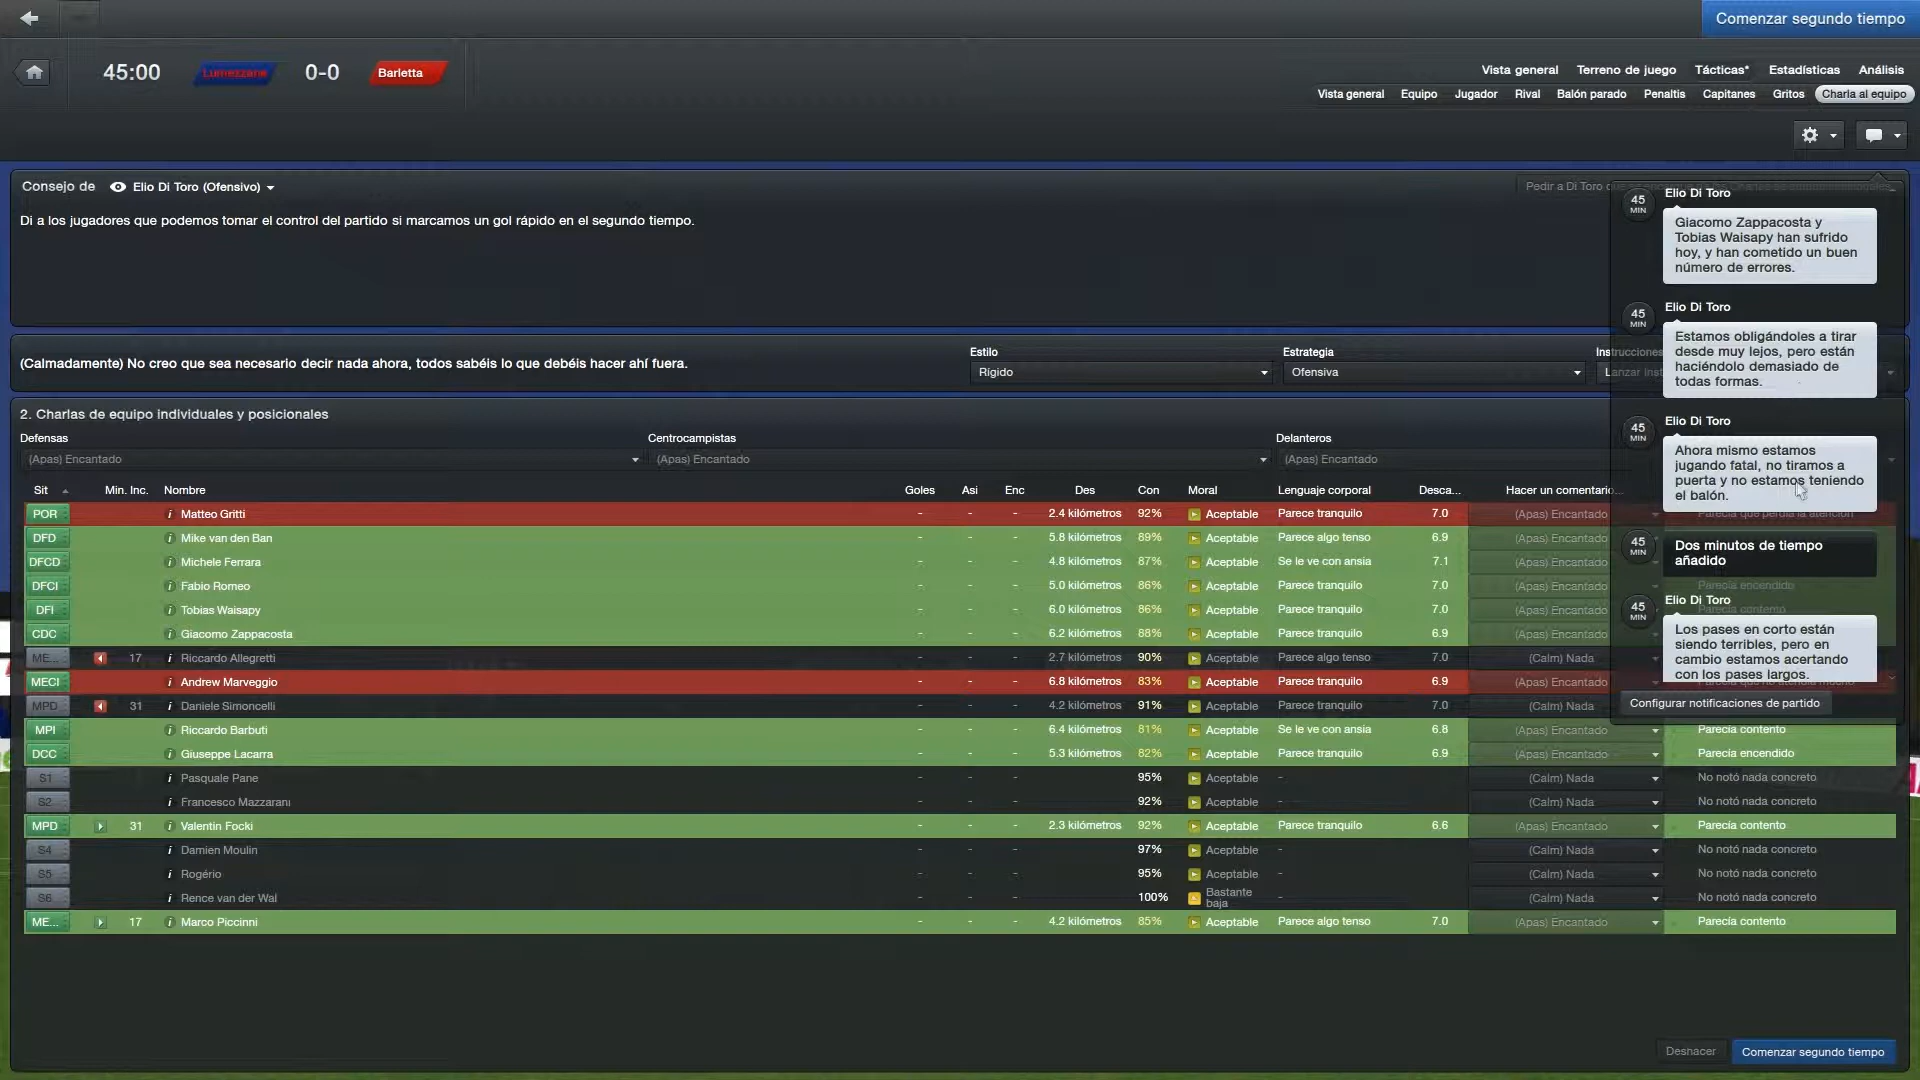 Comenzar segundo tiempo
45:00 Lumezzane 0-0 Barletta
Vista general Terreno de juego Tácticas* Estadísticas Análisis
Vista general Equipo Jugador Rival Balón parado Penaltis Capitanes Gritos Charla al equipo
Consejo de Elio Di Toro (Ofensivo)
Di a los jugadores que podemos tomar el control del partido si marcamos un gol rápido en el segundo tiempo.
(Calmadamente) No creo que sea necesario decir nada ahora, todos sabéis lo que debéis hacer ahí fuera.
Estilo Estrategia Instrucciones
Rígido Ofensiva
2. Charlas de equipo individuales y posicionales
Defensas Centrocampistas Delanteros
(Apas) Encantado (Apas) Encantado (Apas) Encantado
Sit Min. Inc. Nombre Goles Asi Enc Des Con Moral Lenguaje corporal Desca... Hacer un comentario...
POR Matteo Gritti - - - 2.4 kilómetros 92% Aceptable Parece tranquilo 7.0 (Apas) Encantado
DFD Mike van den Ban - - - 5.8 kilómetros 89% Aceptable Parece algo tenso 6.9 (Apas) Encantado
DFCD Michele Ferrara - - - 4.8 kilómetros 87% Aceptable Se le ve con ansia 7.1 (Apas) Encantado
DFCI Fabio Romeo - - - 5.0 kilómetros 86% Aceptable Parece tranquilo 7.0 (Apas) Encantado Parecía encendido
DFI Tobias Waisapy - - - 6.0 kilómetros 86% Aceptable Parece tranquilo 7.0 (Apas) Encantado Parecía contento
CDC Giacomo Zappacosta - - - 6.2 kilómetros 88% Aceptable Parece tranquilo 6.9 (Apas) Encantado
ME... 17 Riccardo Allegretti - - - 2.7 kilómetros 90% Aceptable Parece algo tenso 7.0 (Calm) Nada
MECI Andrew Marveggio - - - 6.8 kilómetros 83% Aceptable Parece tranquilo 6.9 (Apas) Encantado
MPD 31 Daniele Simoncelli - - - 4.2 kilómetros 91% Aceptable Parece tranquilo 7.0 (Calm) Nada
MPI Riccardo Barbuti - - - 6.4 kilómetros 81% Aceptable Se le ve con ansia 6.8 (Apas) Encantado Parecía contento
DCC Giuseppe Lacarra - - - 5.3 kilómetros 82% Aceptable Parece tranquilo 6.9 (Apas) Encantado Parecía encendido
S1 Pasquale Pane - - - 95% Aceptable - (Calm) Nada No notó nada concreto
S2 Francesco Mazzarani - - - 92% Aceptable - (Calm) Nada No notó nada concreto
MPD 31 Valentin Focki - - - 2.3 kilómetros 92% Aceptable Parece tranquilo 6.6 (Apas) Encantado Parecía contento
S4 Damien Moulin - - - 97% Aceptable - (Calm) Nada No notó nada concreto
S5 Rogério - - - 95% Aceptable - (Calm) Nada No notó nada concreto
S6 Rence van der Wal - - - 100% Bastante baja - (Calm) Nada No notó nada concreto
ME... 17 Marco Piccinni - - - 4.2 kilómetros 85% Aceptable Parece algo tenso 7.0 (Apas) Encantado Parecía contento
45 MIN Elio Di Toro
Giacomo Zappacosta y
Tobias Waisapy han sufrido
hoy, y han cometido un buen
número de errores.
45 MIN Elio Di Toro
Estamos obligándoles a tirar
desde muy lejos, pero están
haciéndolo demasiado de
todas formas.
45 MIN Elio Di Toro
Ahora mismo estamos
jugando fatal, no tiramos a
puerta y no estamos teniendo
el balón.
45 MIN Dos minutos de tiempo
añadido
45 MIN Elio Di Toro
Los pases en corto están
siendo terribles, pero en
cambio estamos acertando
con los pases largos.
Configurar notificaciones de partido
Deshacer Comenzar segundo tiempo